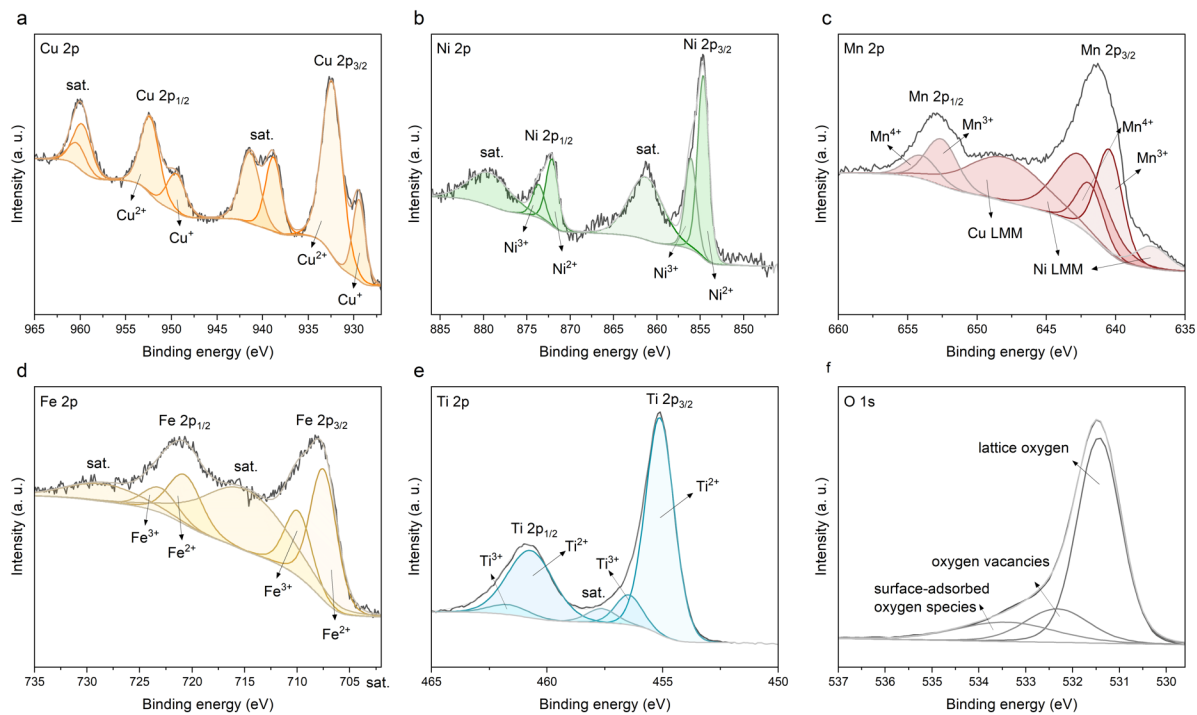 a
Cu 2p
sat.
Cu 2p1/2
sat.
Cu 2p3/2
Cu2+
Cu+
Cu2+
Cu+
Intensity (a. u.)
965 960 955 950 945 940 935 930
Binding energy (eV)
b
Ni 2p
sat.
Ni 2p1/2
sat.
Ni 2p3/2
Ni3+
Ni2+
Ni3+
Ni2+
Intensity (a. u.)
885 880 875 870 865 860 855 850
Binding energy (eV)
c
Mn 2p
Mn 2p3/2
Mn 2p1/2
Mn4+
Mn3+
Mn4+
Mn3+
Cu LMM
Ni LMM
Intensity (a. u.)
660 655 650 645 640 635
Binding energy (eV)
d
Fe 2p
sat.
Fe 2p1/2
sat.
Fe 2p3/2
Fe3+
Fe2+
Fe3+
Fe2+
Intensity (a. u.)
735 730 725 720 715 710 705 sat.
Binding energy (eV)
e
Ti 2p
Ti 2p3/2
Ti2+
Ti 2p1/2
Ti3+
Ti2+
sat.
Ti3+
Intensity (a. u.)
465 460 455 450
Binding energy (eV)
f
O 1s
lattice oxygen
oxygen vacancies
surface-adsorbed
oxygen species
Intensity (a. u.)
537 536 535 534 533 532 531 530
Binding energy (eV)